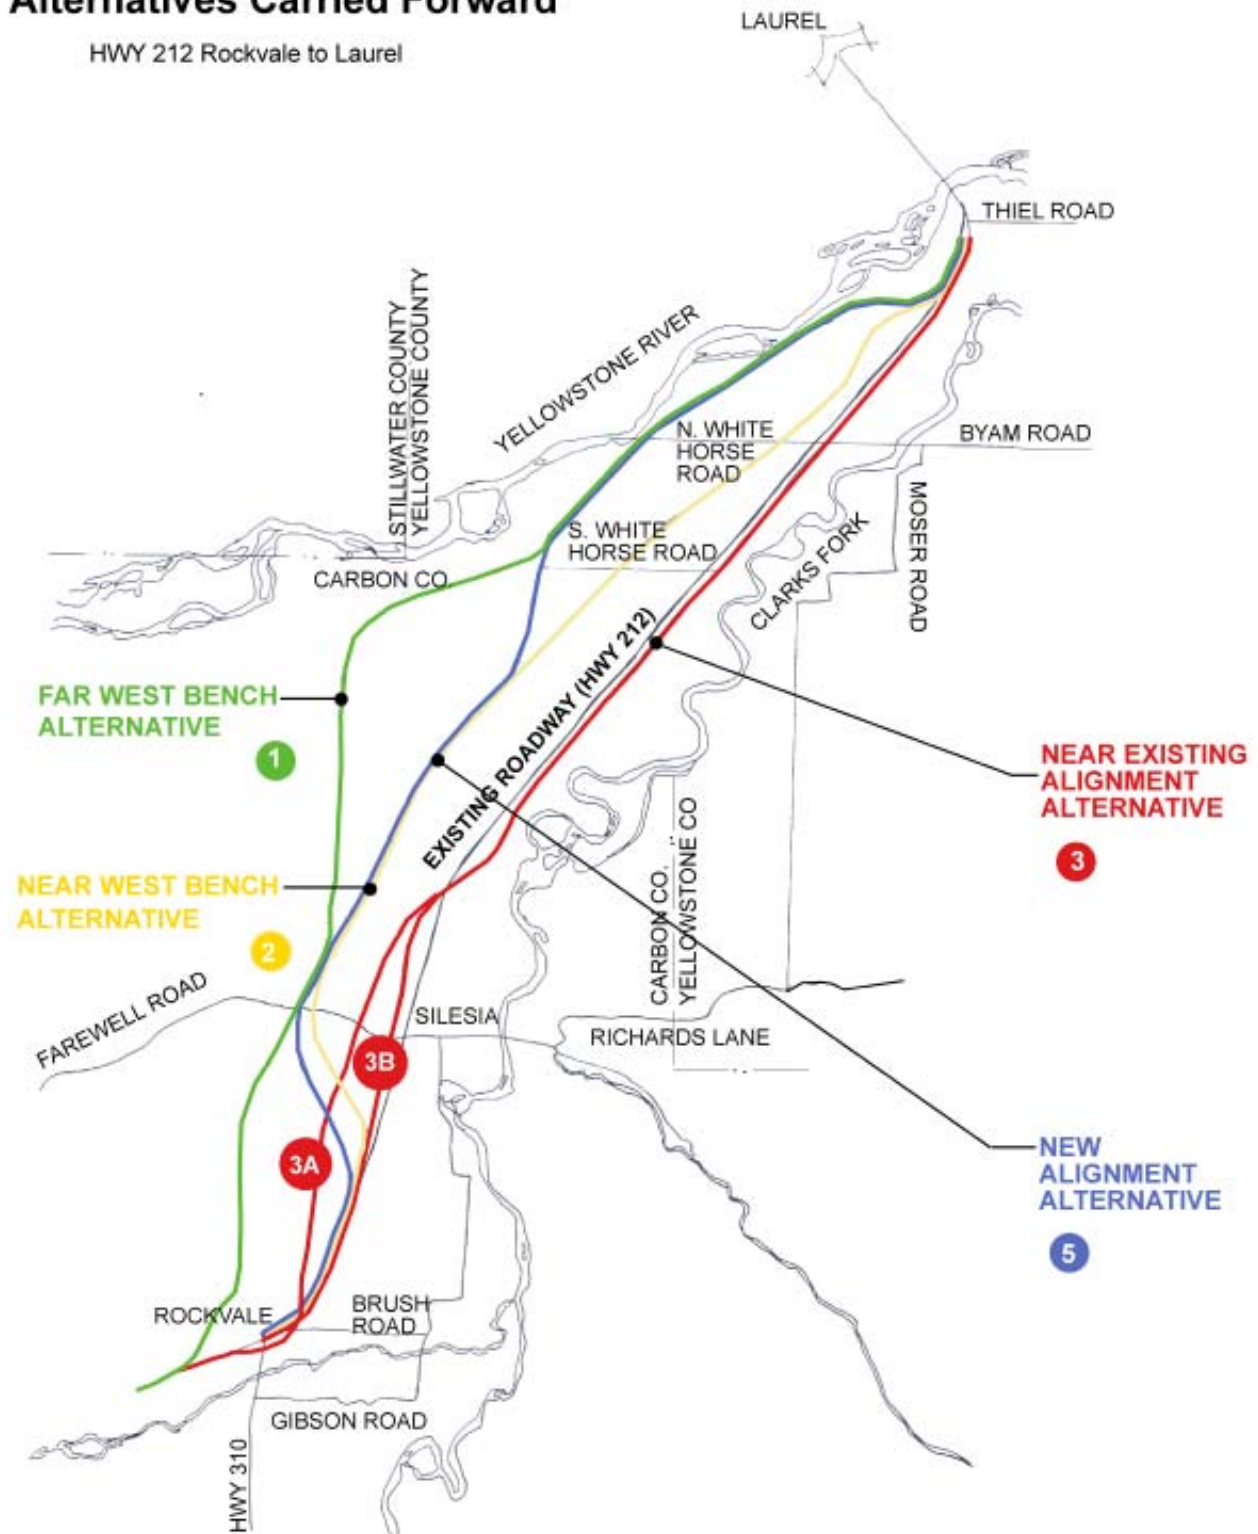 Alternatives Carried Forward
HWY 212 Rockvale to Laurel
LAUREL
THIEL ROAD
STILLWATER COUNTY
YELLOWSTONE COUNTY
YELLOWSTONE RIVER
N. WHITE
HORSE
ROAD
BYAM ROAD
MOSER ROAD
S. WHITE
HORSE ROAD
CLARKS FORK
CARBON CO.
EXISTING ROADWAY (HWY 212)
FAR WEST BENCH
ALTERNATIVE
1
NEAR EXISTING
ALIGNMENT
ALTERNATIVE
3
NEAR WEST BENCH
ALTERNATIVE
2
CARBON CO.
YELLOWSTONE CO
FAREWELL ROAD
SILESIA
RICHARDS LANE
3B
3A
NEW
ALIGNMENT
ALTERNATIVE
5
ROCKVALE
BRUSH
ROAD
GIBSON ROAD
HWY 310